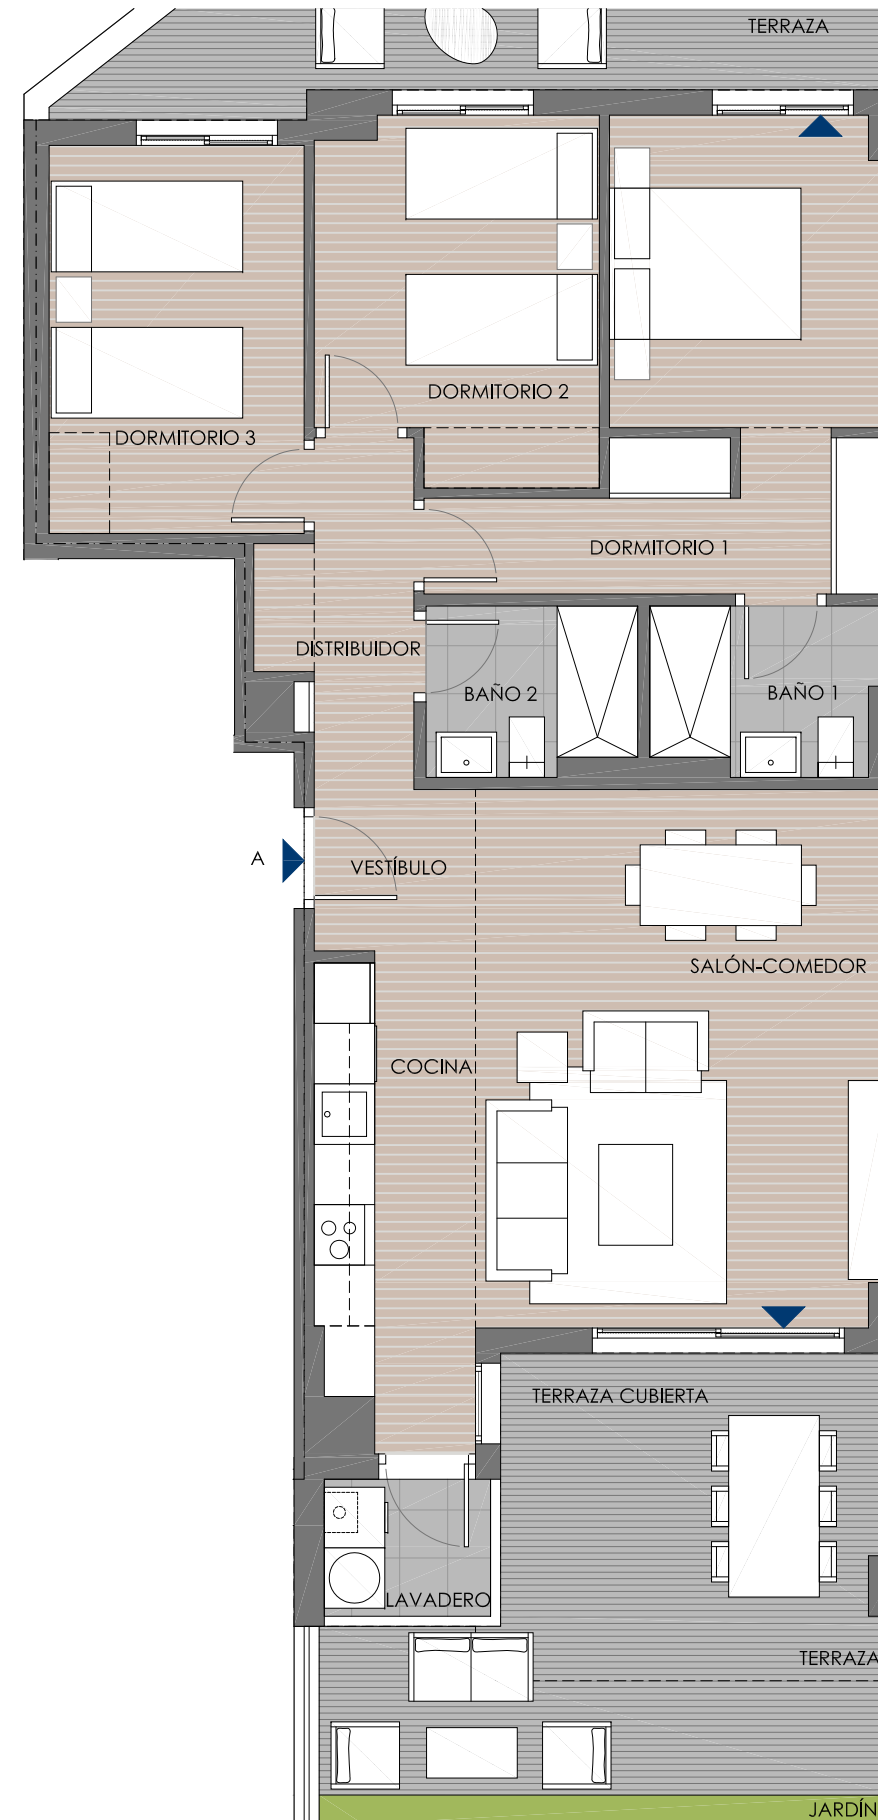 TERRAZA
DORMITORIO 2
DORMITORIO 3
DORMITORIO 1
DISTRIBUIDOR
BAÑO 2
BAÑO 1
A
VESTÍBULO
SALÓN-COMEDOR
COCINA
TERRAZA CUBIERTA
LAVADERO
TERRAZA
JARDÍN